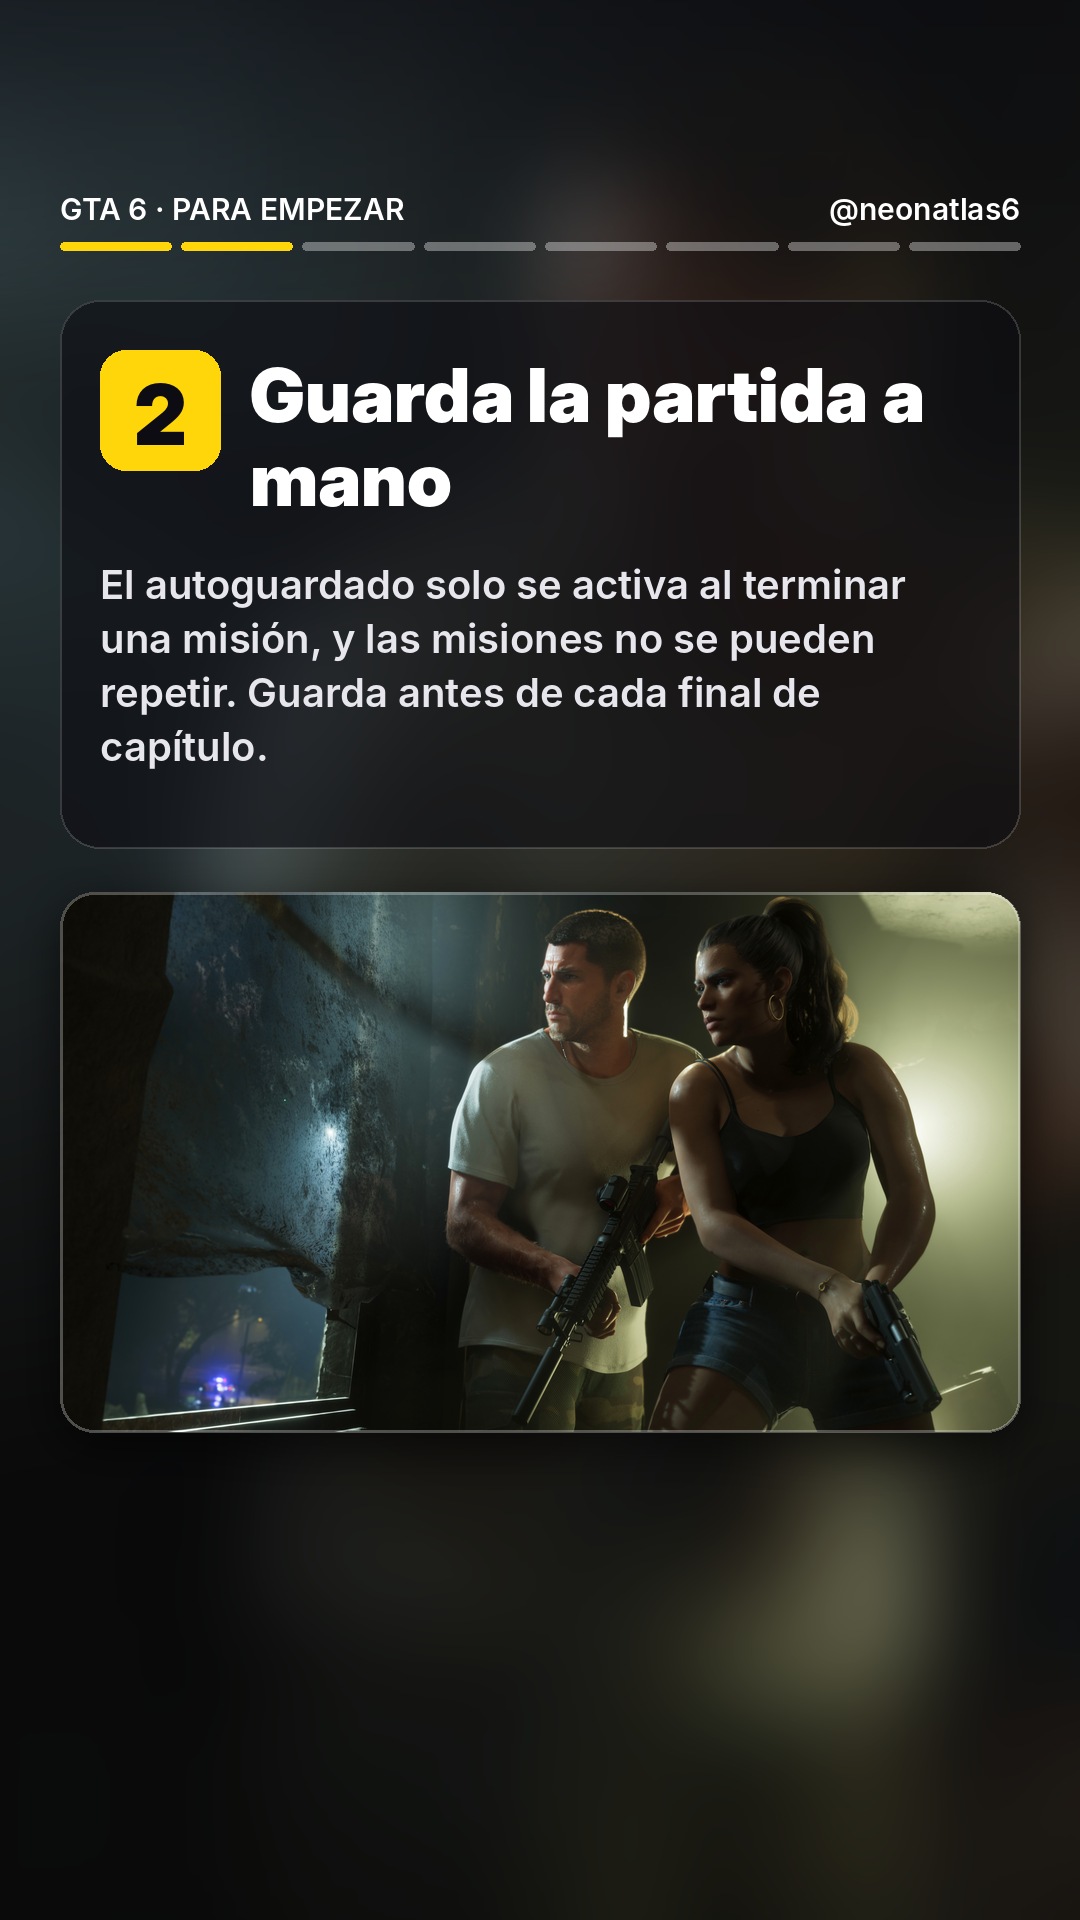 GTA 6 · PARA EMPEZAR
@neonatlas6
2
Guarda la partida a
mano
El autoguardado solo se activa al terminar
una misión, y las misiones no se pueden
repetir. Guarda antes de cada final de
capítulo.